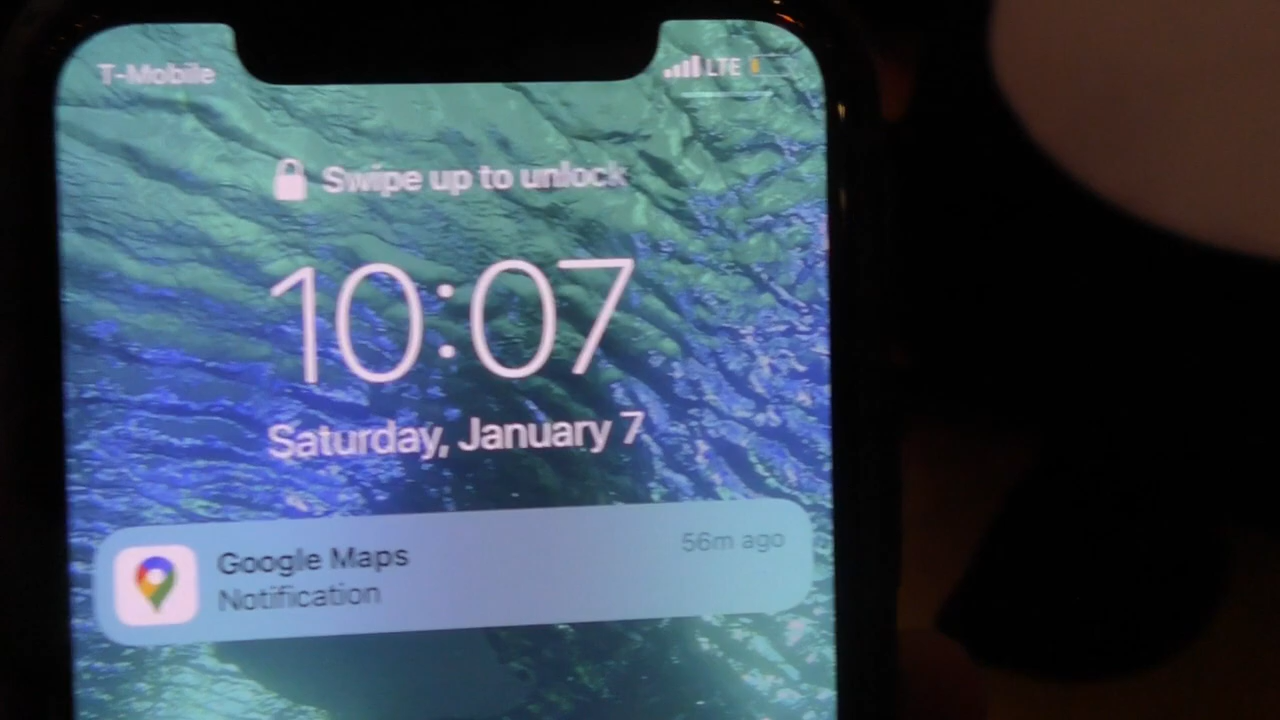 T-Mobile LTE
Swipe up to unlock
10:07
Saturday, January 7
Google Maps 56m ago
Notification